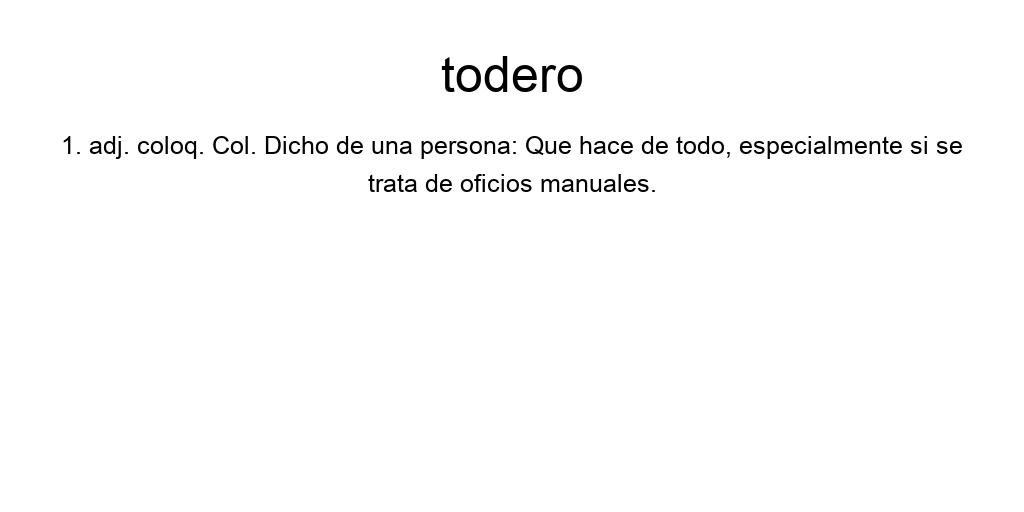 todero
1. adj. coloq. Col. Dicho de una persona: Que hace de todo, especialmente si se
trata de oficios manuales.